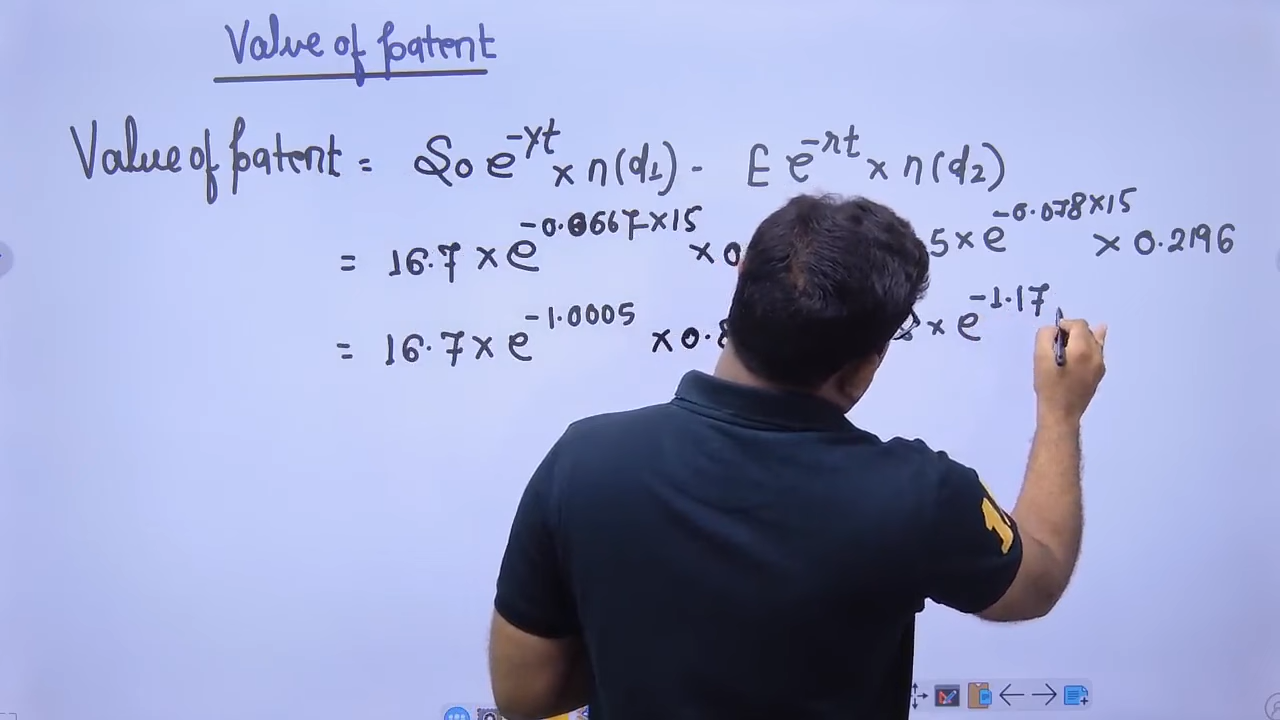 Value of patent
Value of patent = S0 e^-yt × n(d1) - E e^-rt × n(d2)
= 16.7 × e^-0.0667×15 × 0 5 × e^-0.078×15 × 0.2196
= 16.7 × e^-1.0005 × 0.8 × e^-1.17